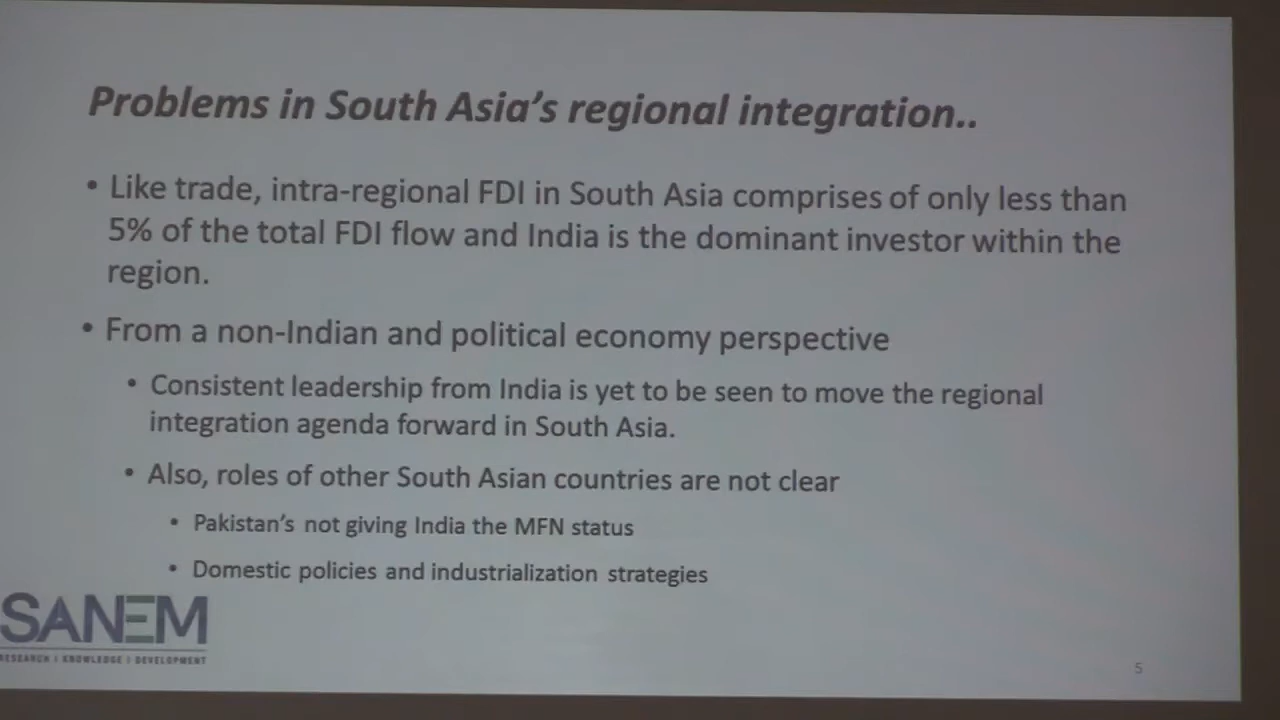 Problems in South Asia's regional integration..
• Like trade, intra-regional FDI in South Asia comprises of only less than
5% of the total FDI flow and India is the dominant investor within the
region.
• From a non-Indian and political economy perspective
• Consistent leadership from India is yet to be seen to move the regional
integration agenda forward in South Asia.
• Also, roles of other South Asian countries are not clear
• Pakistan's not giving India the MFN status
• Domestic policies and industrialization strategies
SANEM
RESEARCH | KNOWLEDGE | DEVELOPMENT
5